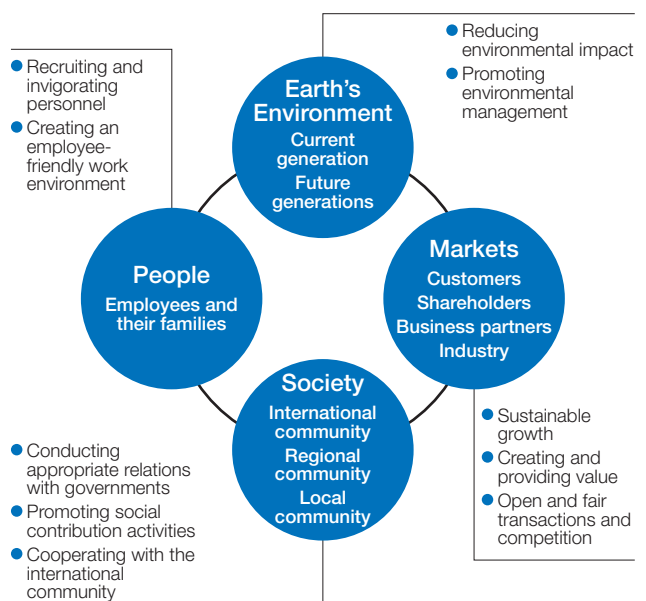 ● Reducing
environmental impact
● Promoting
environmental
management
● Recruiting and
invigorating
personnel
● Creating an
employee-
friendly work
environment
Earth's
Environment
Current
generation
Future
generations
People
Employees and
their families
Markets
Customers
Shareholders
Business partners
Industry
Society
International
community
Regional
community
Local
community
● Conducting
appropriate relations
with governments
● Promoting social
contribution activities
● Cooperating with the
international
community
● Sustainable
growth
● Creating and
providing value
● Open and fair
transactions and
competition